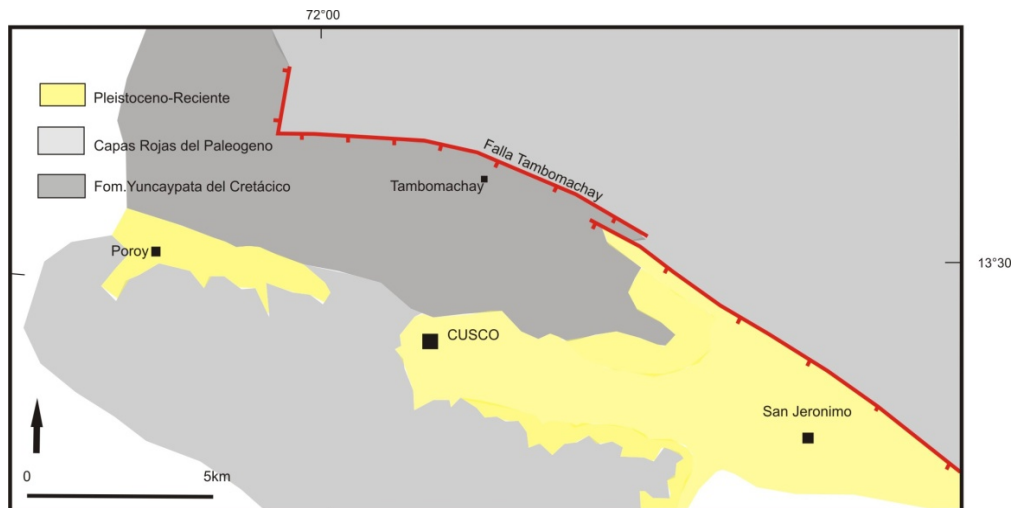 72°00
Pleistoceno-Reciente
Capas Rojas del Paleogeno
Fom.Yuncaypata del Cretácico
Falla Tambomachay
Tambomachay
Poroy
13°30
CUSCO
San Jeronimo
0 5km